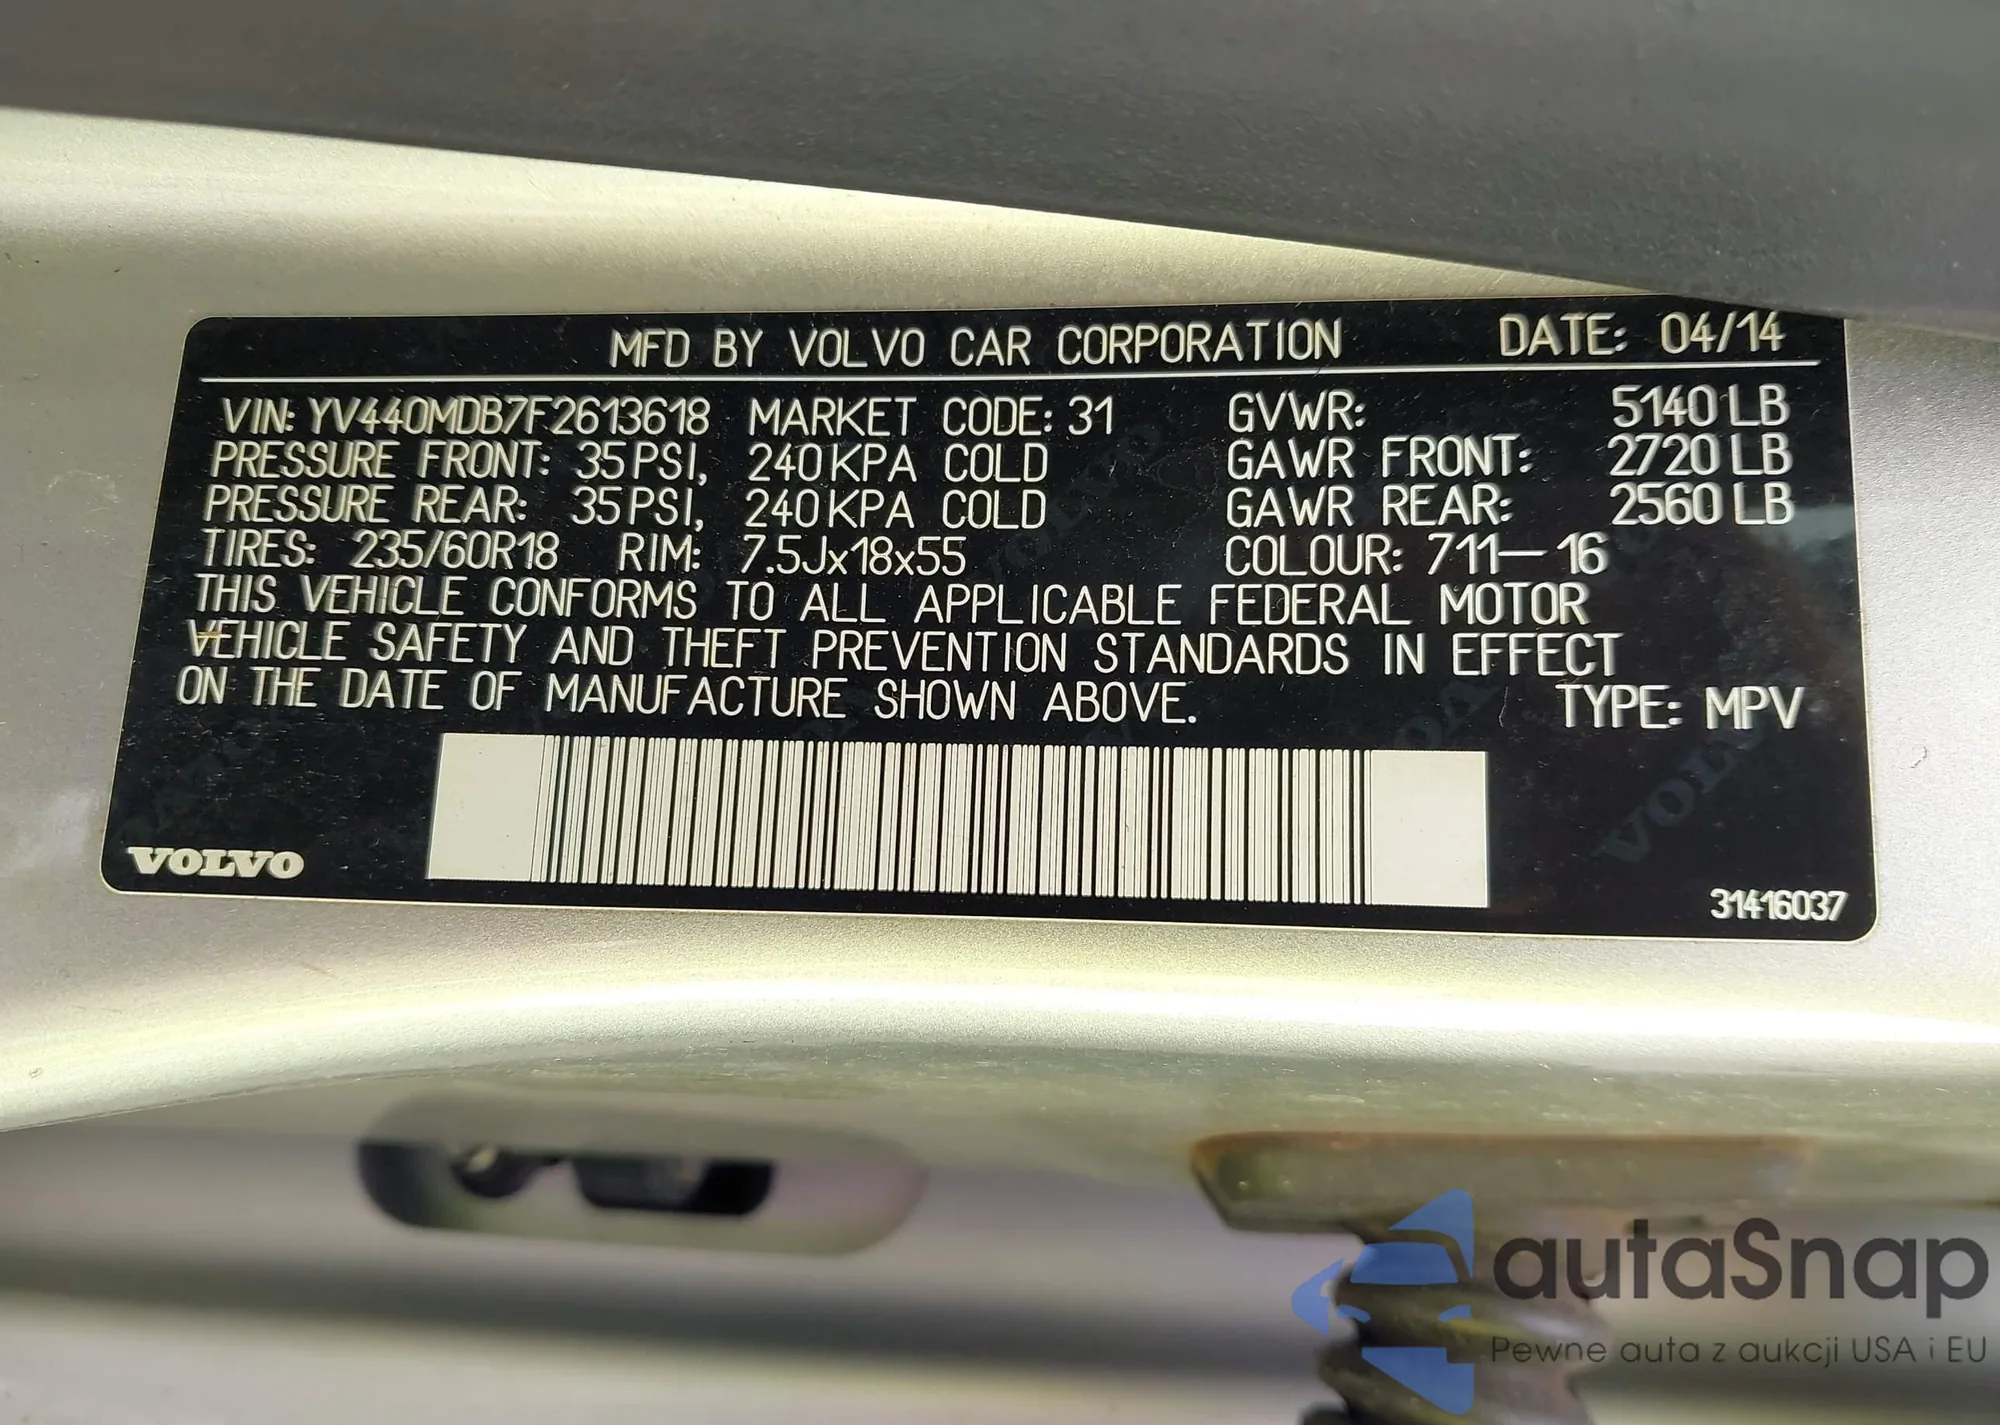 MFD BY VOLVO CAR CORPORATION DATE: 04/14
VIN: YV440MDB7F2613618 MARKET CODE: 31 GVWR: 5140 LB
PRESSURE FRONT: 35 PSI, 240 KPA COLD GAWR FRONT: 2720 LB
PRESSURE REAR: 35 PSI, 240 KPA COLD GAWR REAR: 2560 LB
TIRES: 235/60R18 RIM: 7.5Jx18x55 COLOUR: 711-16
THIS VEHICLE CONFORMS TO ALL APPLICABLE FEDERAL MOTOR
VEHICLE SAFETY AND THEFT PREVENTION STANDARDS IN EFFECT
ON THE DATE OF MANUFACTURE SHOWN ABOVE. TYPE: MPV
VOLVO
31416037
autaSnap
Pewne auta z aukcji USA i EU